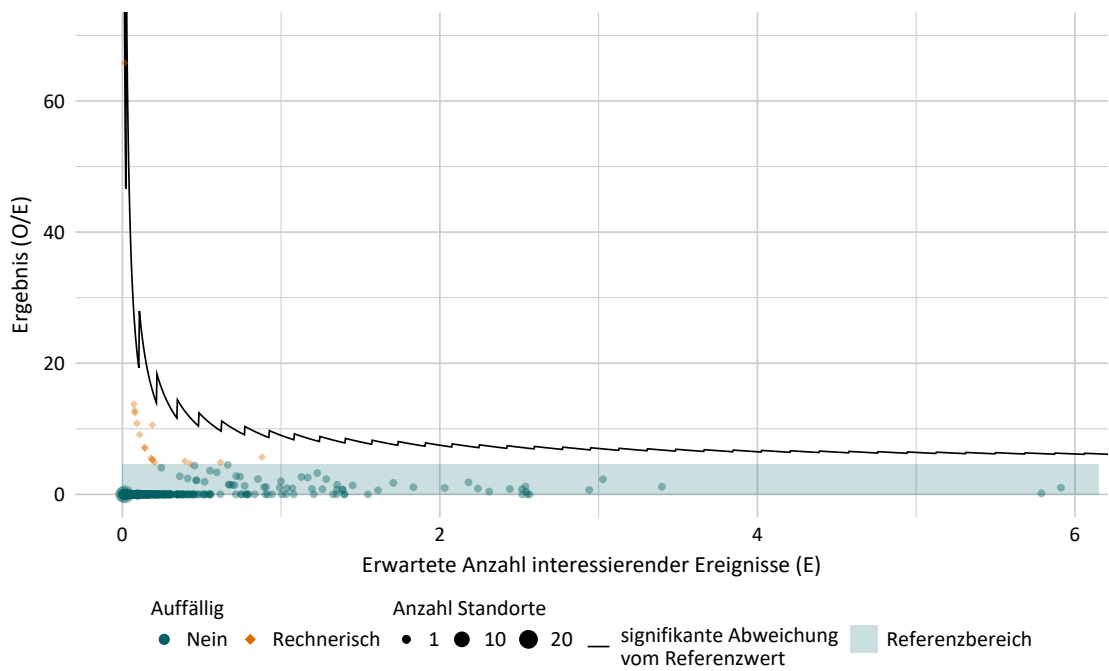 60
40
20
0
Ergebnis (O/E)
0 2 4 6
Erwartete Anzahl interessierender Ereignisse (E)
Auffällig
Nein Rechnerisch
Anzahl Standorte
1 10 20
signifikante Abweichung
vom Referenzwert
Referenzbereich